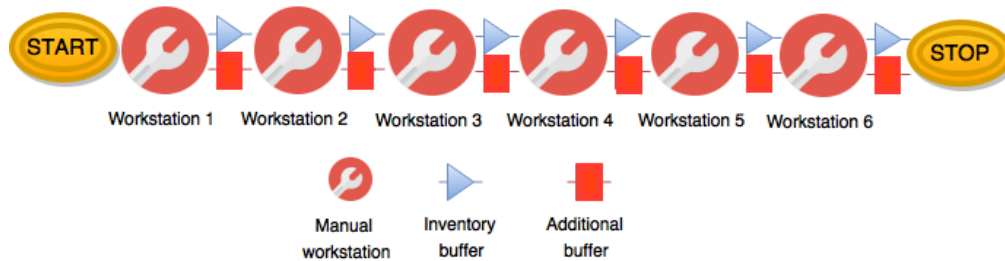 START
STOP
Workstation 1
Workstation 2
Workstation 3
Workstation 4
Workstation 5
Workstation 6
Manual
workstation
Inventory
buffer
Additional
buffer